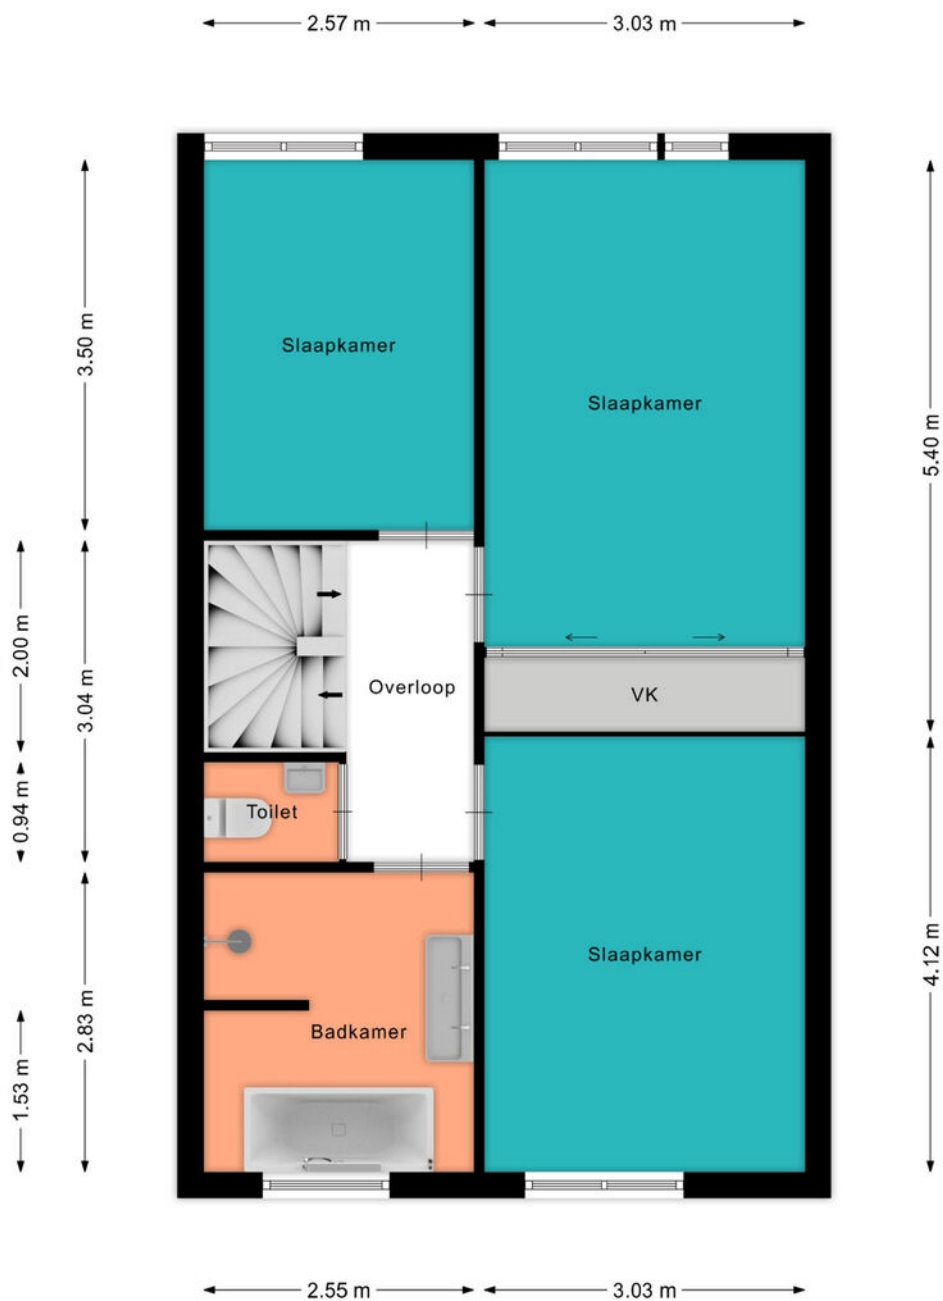 2.57 m
3.03 m
3.50 m
Slaapkamer
Slaapkamer
5.40 m
2.00 m
3.04 m
Overloop
VK
0.94 m
Toilet
Slaapkamer
4.12 m
2.83 m
Badkamer
1.53 m
2.55 m
3.03 m